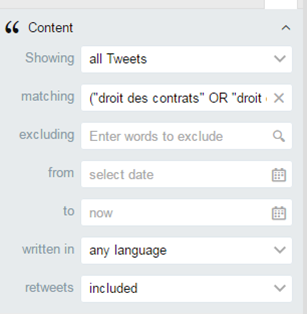 Content
Showing all Tweets
matching ("droit des contrats" OR "droit
excluding Enter words to exclude
from select date
to now
written in any language
retweets included